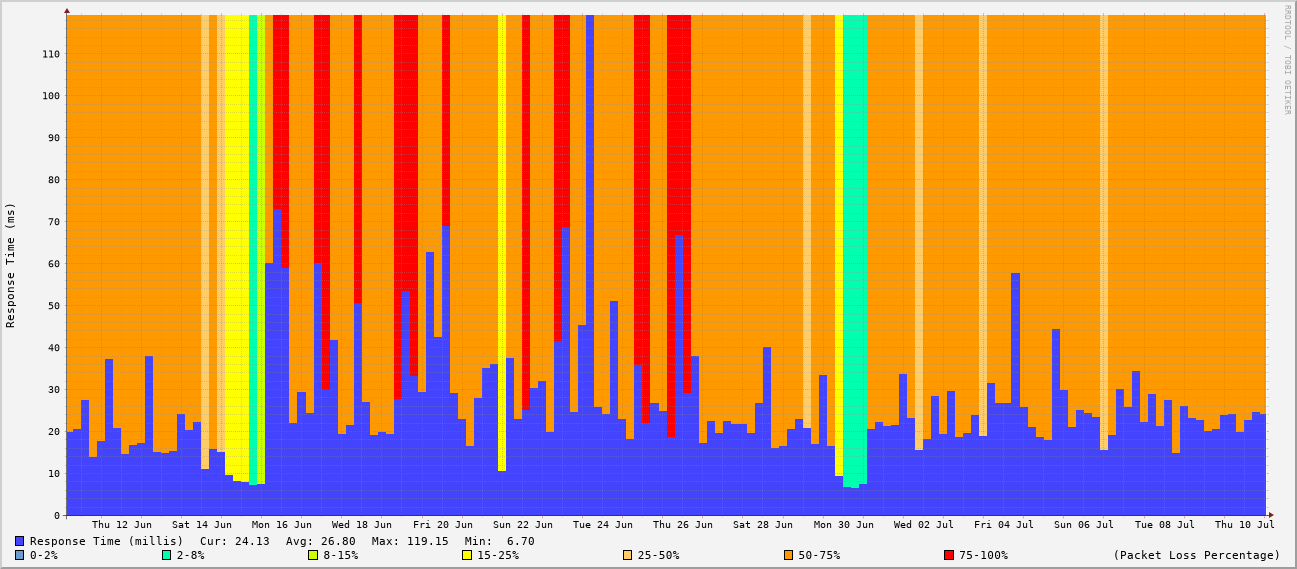 RRDTOOL / TOBI OETIKER
Response Time (ms)
110
100
90
80
70
60
50
40
30
20
10
0
Thu 12 Jun Sat 14 Jun Mon 16 Jun Wed 18 Jun Fri 20 Jun Sun 22 Jun Tue 24 Jun Thu 26 Jun Sat 28 Jun Mon 30 Jun Wed 02 Jul Fri 04 Jul Sun 06 Jul Tue 08 Jul Thu 10 Jul
Response Time (millis) Cur: 24.13 Avg: 26.80 Max: 119.15 Min: 6.70
0-2% 2-8% 8-15% 15-25% 25-50% 50-75% 75-100% (Packet Loss Percentage)